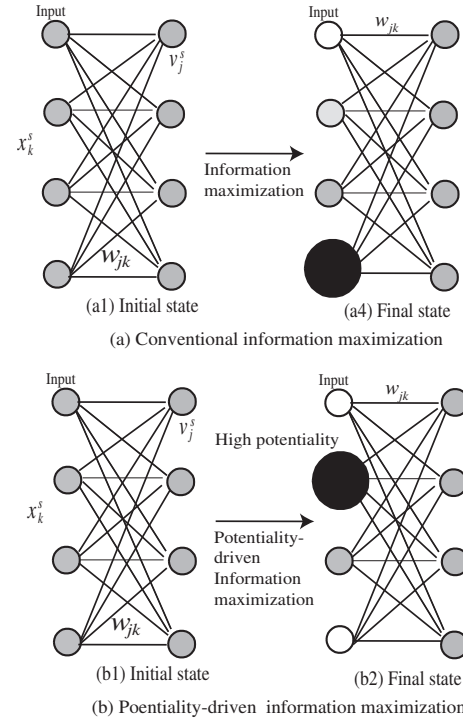 Input
v_j^s
x_k^s
w_jk
(a1) Initial state
Information
maximization
Input
w_jk
(a4) Final state
(a) Conventional information maximization
Input
v_j^s
x_k^s
w_jk
(b1) Initial state
High potentiality
Potentiality-
driven
Information
maximization
Input
w_jk
(b2) Final state
(b) Poentiality-driven information maximization